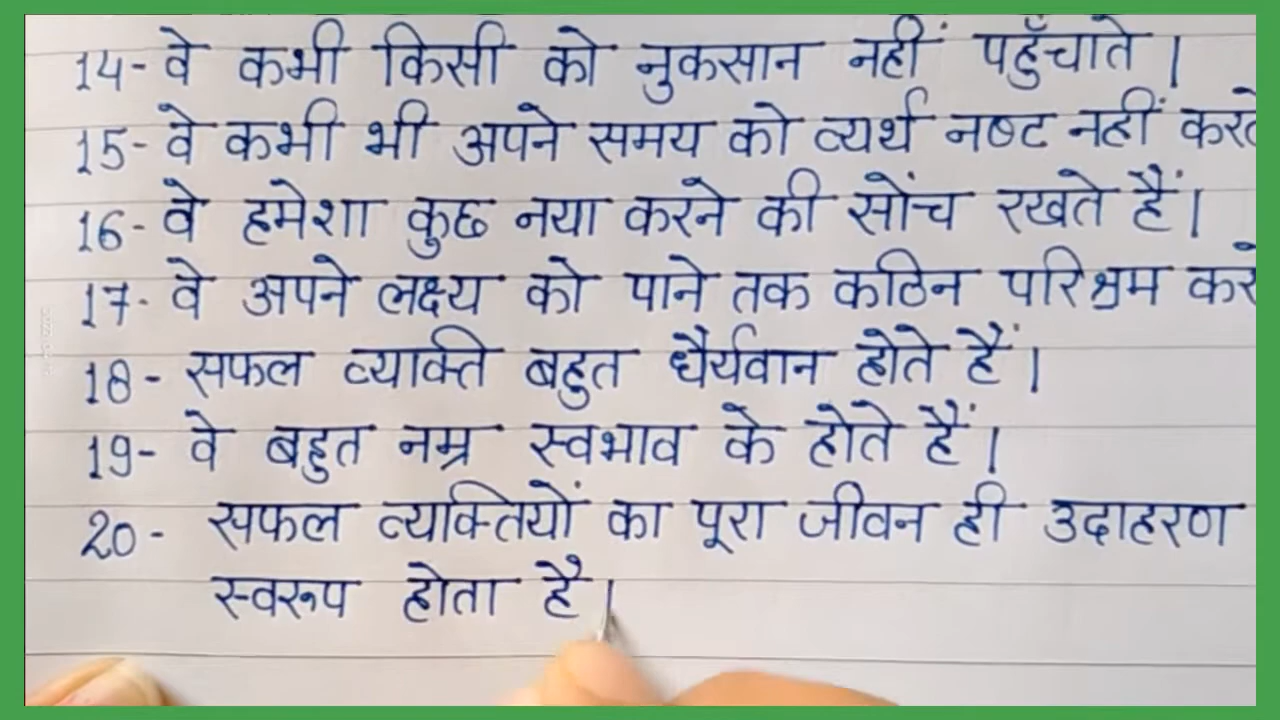 14- वे कभी किसी को नुकसान नहीं पहुँचाते।
15- वे कभी भी अपने समय को व्यर्थ नष्ट नहीं करते
16- वे हमेशा कुछ नया करने की सोंच रखते हैं।
17- वे अपने लक्ष्य को पाने तक कठिन परिश्रम
18- सफल व्यक्ति बहुत धैर्यवान होते हैं।
19- वे बहुत नम्र स्वभाव के होते हैं।
20- सफल व्यक्तियों का पूरा जीवन ही उदाहरण
स्वरूप होता है।